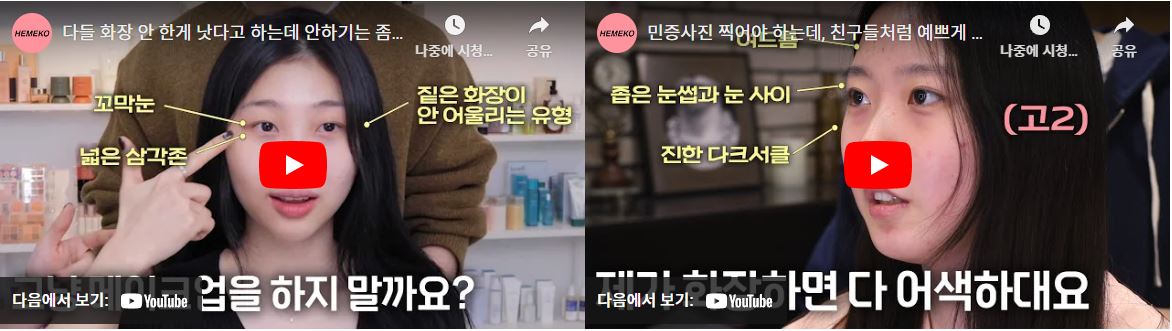 HEMEKO
다들 화장 안 한게 낫다고 하는데 안하기는 좀...
나중에 시청...
공유
꼬막눈
넓은 삼각존
짙은 화장이
안 어울리는 유형
업을 하지 말까요?
다음에서 보기: YouTube
HEMEKO
민증사진 찍어야 하는데, 친구들처럼 예쁘게 ...
나중에 시청...
공유
좁은 눈썹과 눈 사이
진한 다크서클
(고2)
제가 화장하면 다 어색하대요
다음에서 보기: YouTube